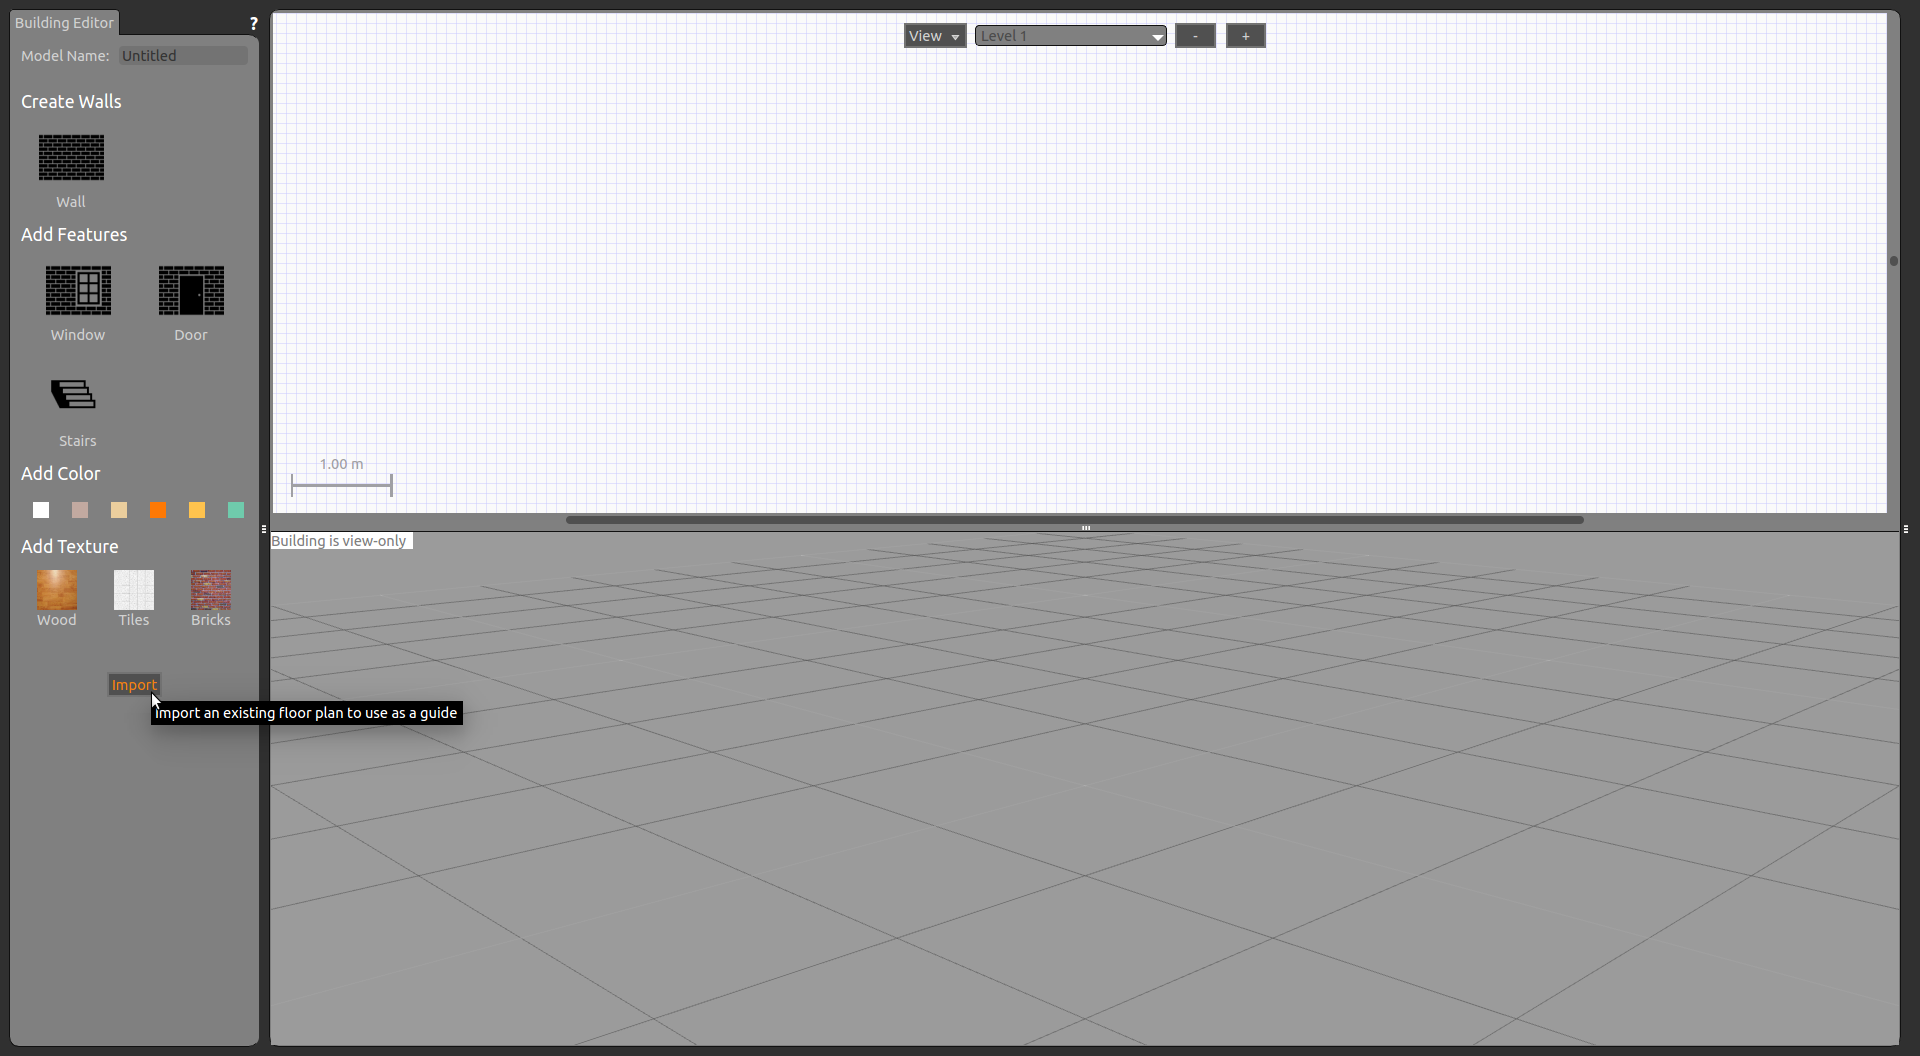 Building Editor
?
Model Name: Untitled
Create Walls
Wall
Add Features
Window Door
Stairs
Add Color
Add Texture
Wood Tiles Bricks
Import
Import an existing floor plan to use as a guide
View Level 1 - +
1.00 m
Building is view-only